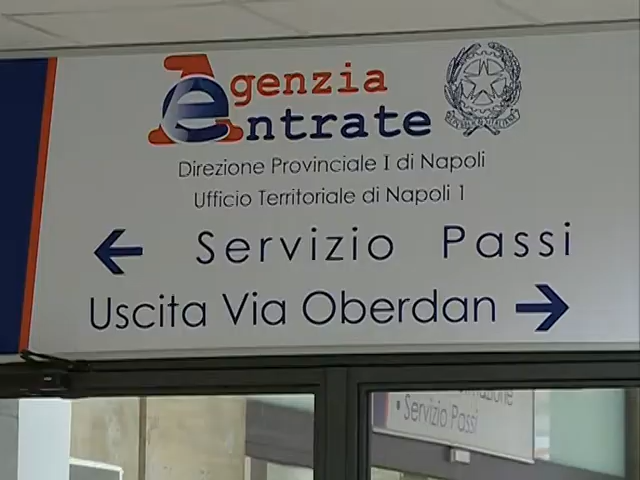 Agenzia
Entrate
Direzione Provinciale I di Napoli
Ufficio Territoriale di Napoli 1
← Servizio Passi
Uscita Via Oberdan →
• Servizio Passi